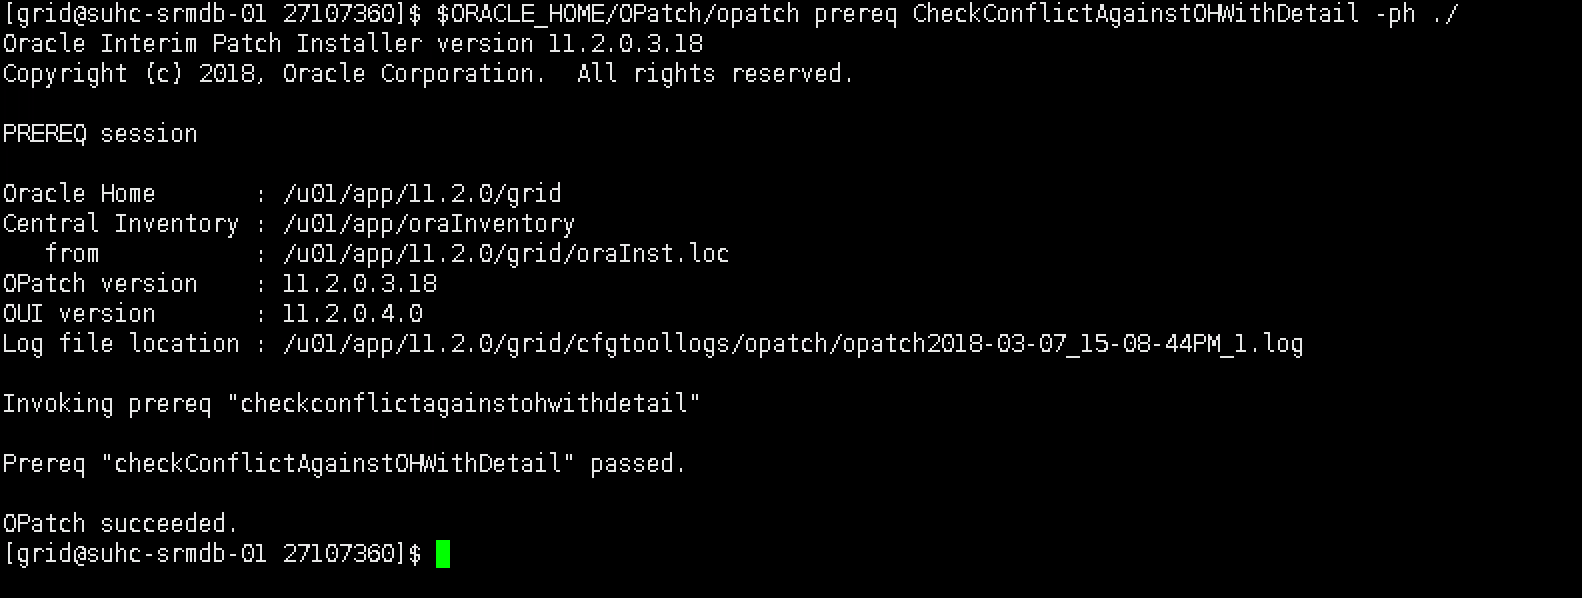 [grid@suhc-srmdb-01 27107360]$ $ORACLE_HOME/OPatch/opatch prereq CheckConflictAgainstOHWithDetail -ph ./
Oracle Interim Patch Installer version 11.2.0.3.18
Copyright (c) 2018, Oracle Corporation.  All rights reserved.

PREREQ session

Oracle Home       : /u01/app/11.2.0/grid
Central Inventory : /u01/app/oraInventory
   from           : /u01/app/11.2.0/grid/oraInst.loc
OPatch version    : 11.2.0.3.18
OUI version       : 11.2.0.4.0
Log file location : /u01/app/11.2.0/grid/cfgtoollogs/opatch/opatch2018-03-07_15-08-44PM_1.log

Invoking prereq "checkconflictagainstohwithdetail"

Prereq "checkConflictAgainstOHWithDetail" passed.

OPatch succeeded.
[grid@suhc-srmdb-01 27107360]$